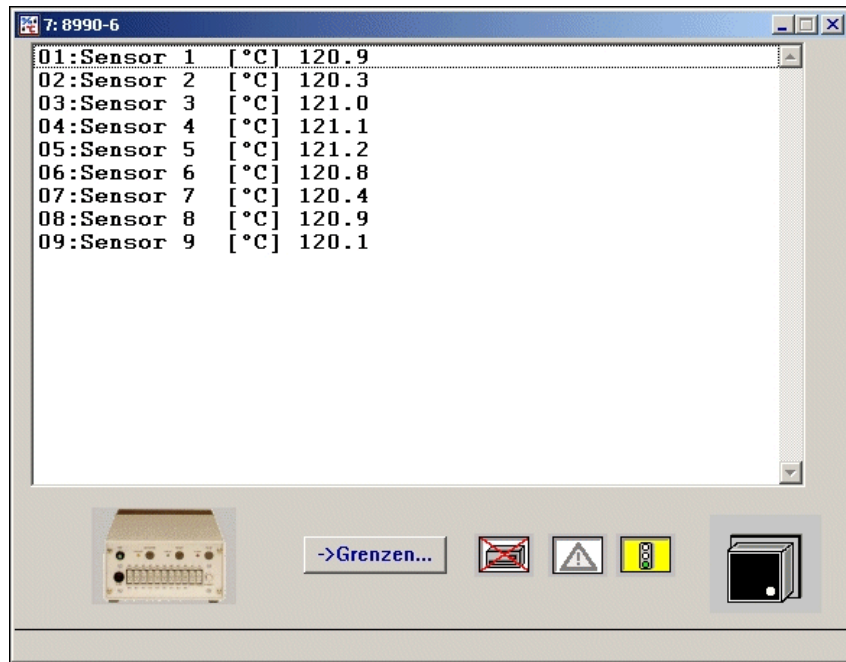 7: 8990-6
01:Sensor 1 [°C] 120.9
02:Sensor 2 [°C] 120.3
03:Sensor 3 [°C] 121.0
04:Sensor 4 [°C] 121.1
05:Sensor 5 [°C] 121.2
06:Sensor 6 [°C] 120.8
07:Sensor 7 [°C] 120.4
08:Sensor 8 [°C] 120.9
09:Sensor 9 [°C] 120.1
->Grenzen...